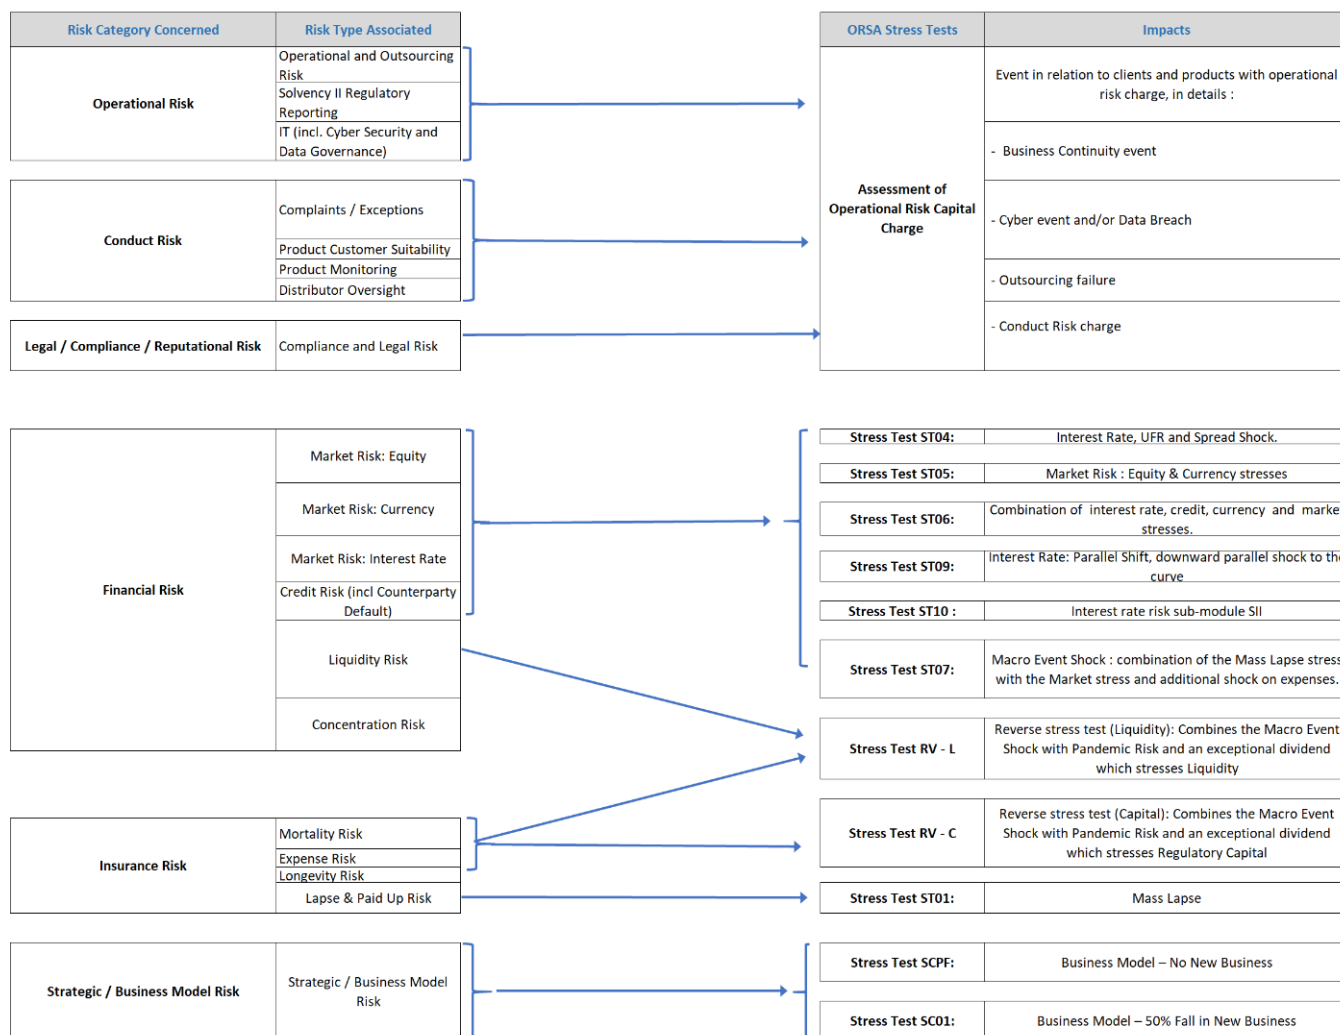 Risk Category Concerned
Risk Type Associated
Operational Risk
Operational and Outsourcing
Risk
Solvency II Regulatory
Reporting
IT (incl. Cyber Security and
Data Governance)
Conduct Risk
Complaints / Exceptions
Product Customer Suitability
Product Monitoring
Distributor Oversight
Legal / Compliance / Reputational Risk
Compliance and Legal Risk
ORSA Stress Tests
Impacts
Assessment of
Operational Risk Capital
Charge
Event in relation to clients and products with operational
risk charge, in details :
- Business Continuity event
- Cyber event and/or Data Breach
- Outsourcing failure
- Conduct Risk charge
Financial Risk
Market Risk: Equity
Market Risk: Currency
Market Risk: Interest Rate
Credit Risk (incl Counterparty
Default)
Liquidity Risk
Concentration Risk
Stress Test ST04:
Interest Rate, UFR and Spread Shock.
Stress Test ST05:
Market Risk : Equity & Currency stresses
Stress Test ST06:
Combination of interest rate, credit, currency and market
stresses.
Stress Test ST09:
Interest Rate: Parallel Shift, downward parallel shock to the
curve
Stress Test ST10 :
Interest rate risk sub-module SII
Stress Test ST07:
Macro Event Shock : combination of the Mass Lapse stress
with the Market stress and additional shock on expenses.
Stress Test RV - L
Reverse stress test (Liquidity): Combines the Macro Event
Shock with Pandemic Risk and an exceptional dividend
which stresses Liquidity
Insurance Risk
Mortality Risk
Expense Risk
Longevity Risk
Lapse & Paid Up Risk
Stress Test RV - C
Reverse stress test (Capital): Combines the Macro Event
Shock with Pandemic Risk and an exceptional dividend
which stresses Regulatory Capital
Stress Test ST01:
Mass Lapse
Strategic / Business Model Risk
Strategic / Business Model
Risk
Stress Test SCPF:
Business Model – No New Business
Stress Test SC01:
Business Model – 50% Fall in New Business